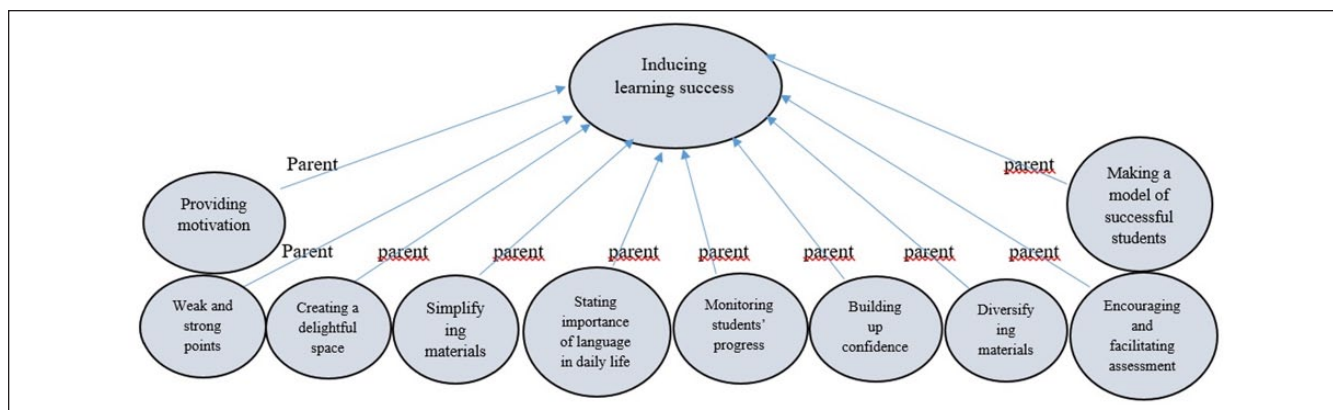 Inducing
learning success
Parent
parent
Providing
motivation
Making a
model of
successful
students
Parent
parent
parent
parent
parent
parent
parent
parent
Weak and
strong
points
Creating a
delightful
space
Simplify
ing
materials
Stating
importance
of language
in daily life
Monitoring
students’
progress
Building
up
confidence
Diversify
ing
materials
Encouraging
and
facilitating
assessment